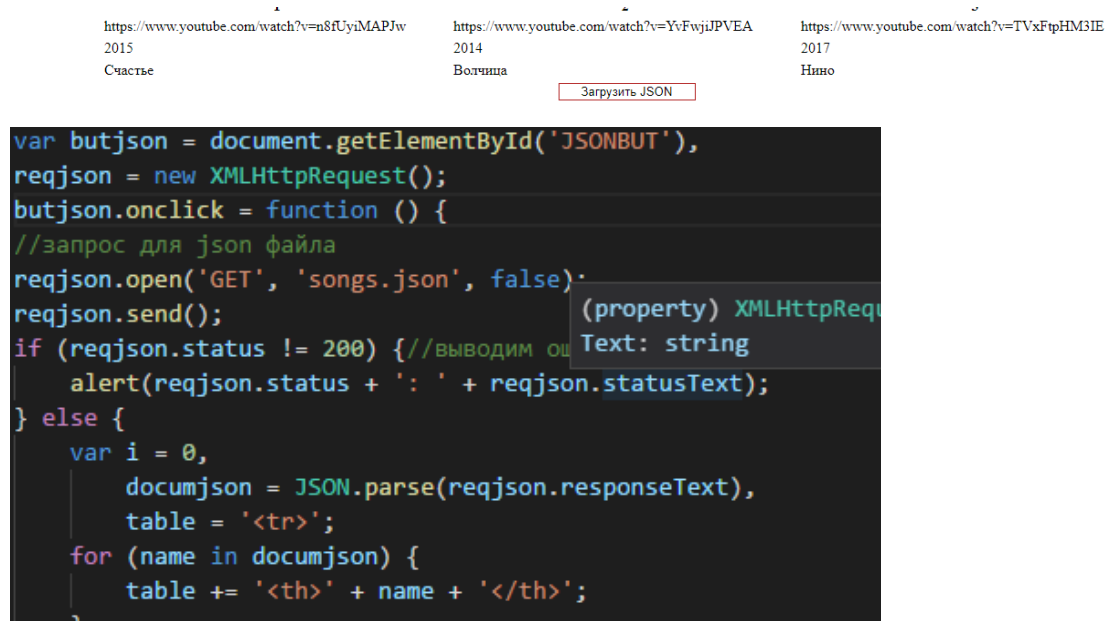 https://www.youtube.com/watch?v=n8fUyiMAPJw https://www.youtube.com/watch?v=YvFwjiJPVEA https://www.youtube.com/watch?v=TVxFtpHM3IE
2015 2014 2017
Счастье Волчица Нино
Загрузить JSON
var butjson = document.getElementById('JSONBUT'),
reqjson = new XMLHttpRequest();
butjson.onclick = function () {
//запрос для json файла
reqjson.open('GET', 'songs.json', false);
reqjson.send();
(property) XMLHttpRequ
if (reqjson.status != 200) {//выводим ош
Text: string
alert(reqjson.status + ': ' + reqjson.statusText);
} else {
var i = 0,
documjson = JSON.parse(reqjson.responseText),
table = '<tr>';
for (name in documjson) {
table += '<th>' + name + '</th>';